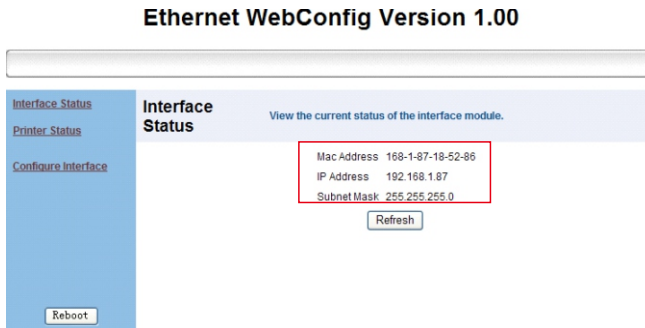 Ethernet WebConfig Version 1.00
Interface Status
Printer Status
Configure Interface
Reboot
Interface
Status
View the current status of the interface module.
Mac Address 168-1-87-18-52-86
IP Address 192.168.1.87
Subnet Mask 255.255.255.0
Refresh